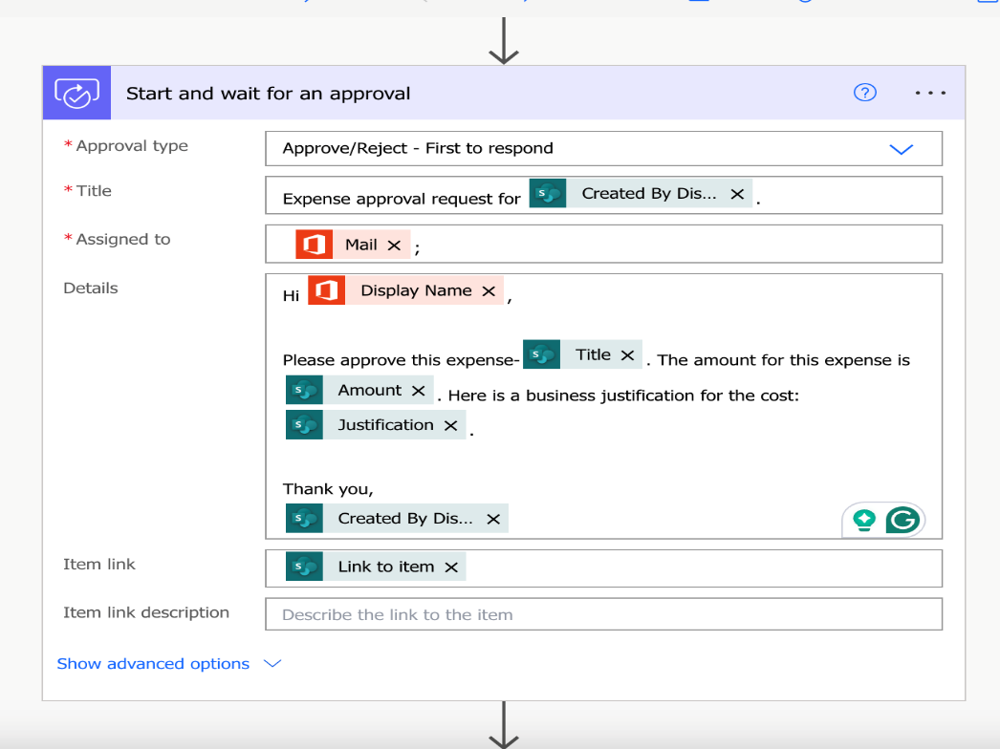 Start and wait for an approval
? ...
* Approval type
Approve/Reject - First to respond
* Title
Expense approval request for S Created By Dis... × .
* Assigned to
Mail × ;
Details
Hi Display Name × ,
Please approve this expense- S Title × . The amount for this expense is
S Amount × . Here is a business justification for the cost:
S Justification × .
Thank you,
S Created By Dis... ×
G
Item link
S Link to item ×
Item link description
Describe the link to the item
Show advanced options